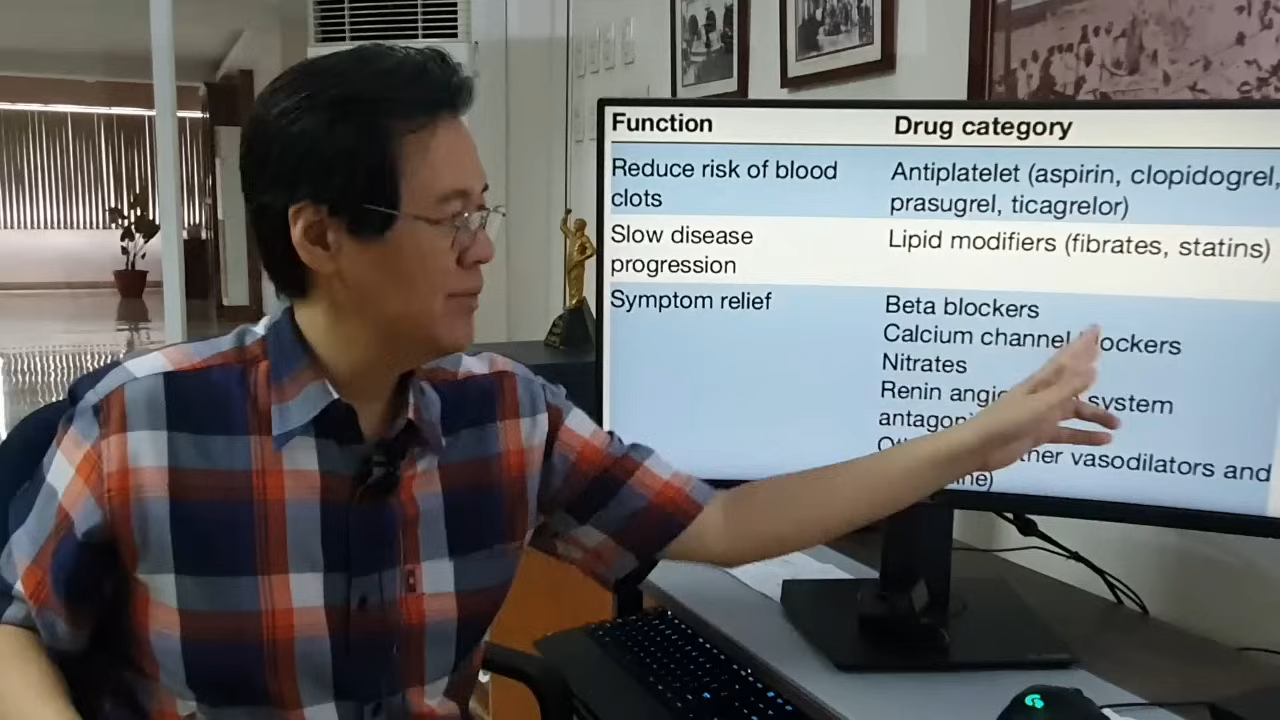 Function Drug category
Reduce risk of blood
clots
Antiplatelet (aspirin, clopidogrel,
prasugrel, ticagrelor)
Slow disease
progression
Lipid modifiers (fibrates, statins)
Symptom relief
Beta blockers
Calcium channel
Nitrates
Renin system
vasodilators and